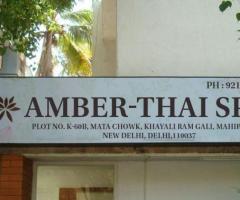 PH : 921
AMBER-THAI SP
PLOT NO. K-60B, MATA CHOWK, KHAYALI RAM GALI, MAHIP
NEW DELHI, DELHI,110037